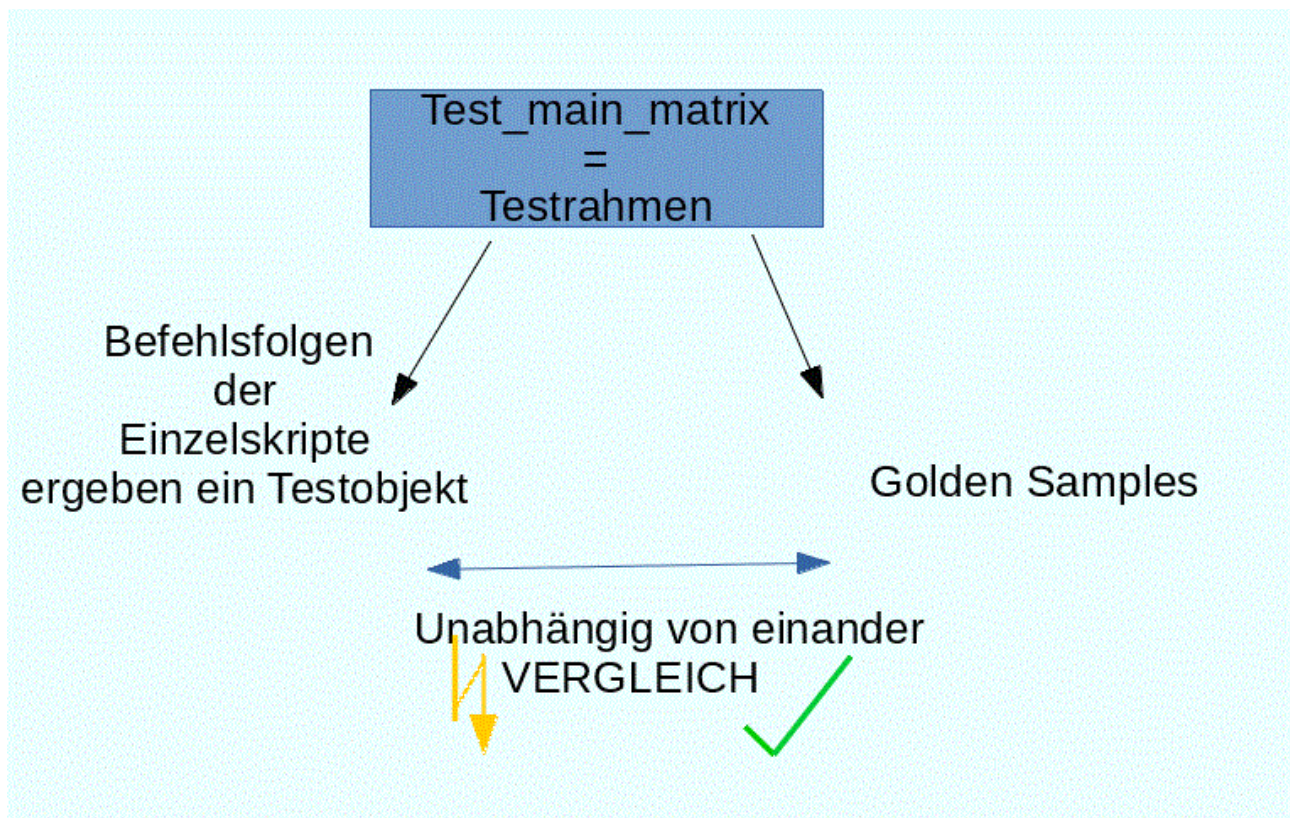 Test_main_matrix
=
Testrahmen
Befehlsfolgen
der
Einzelskripte
ergeben ein Testobjekt
Golden Samples
Unabhängig von einander
VERGLEICH